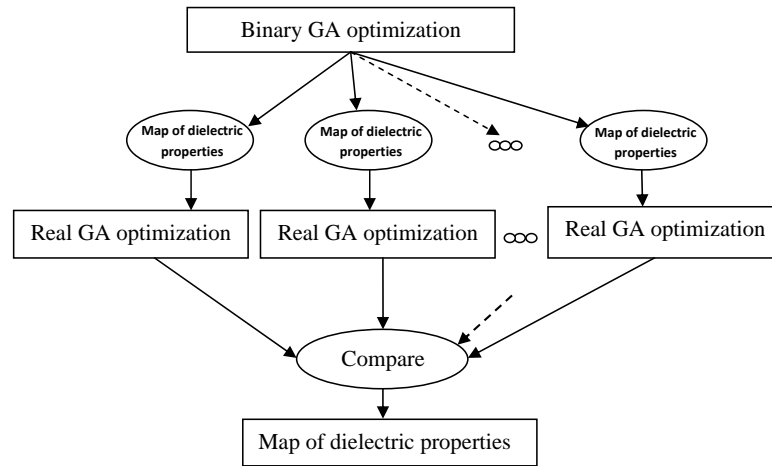 Binary GA optimization
Map of dielectric
properties
Map of dielectric
properties
Map of dielectric
properties
Real GA optimization
Real GA optimization
Real GA optimization
Compare
Map of dielectric properties